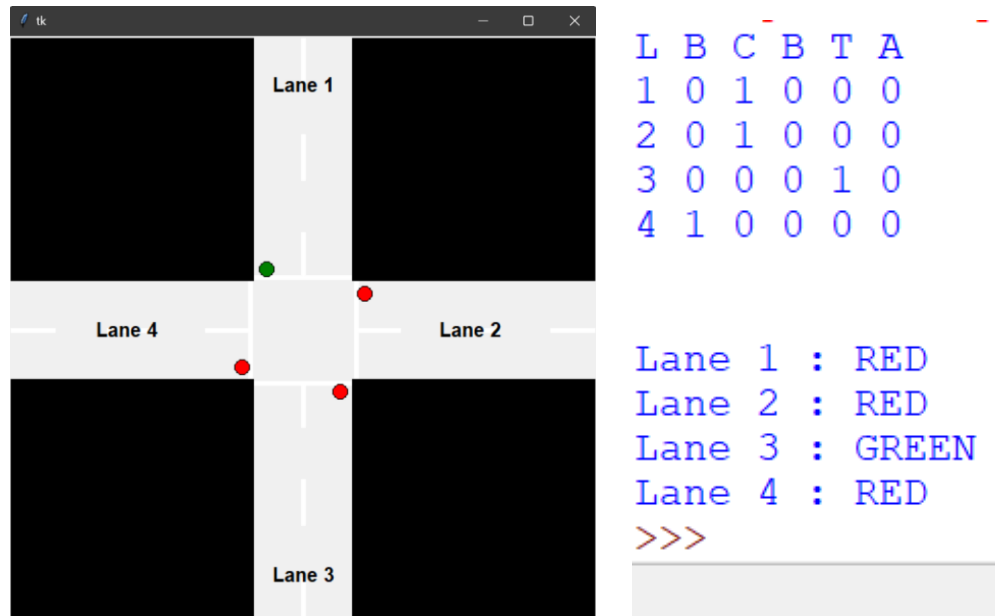 tk
Lane 1
Lane 4
Lane 2
Lane 3
L B C B T A
1 0 1 0 0 0
2 0 1 0 0 0
3 0 0 0 1 0
4 1 0 0 0 0
Lane 1 : RED
Lane 2 : RED
Lane 3 : GREEN
Lane 4 : RED
>>>